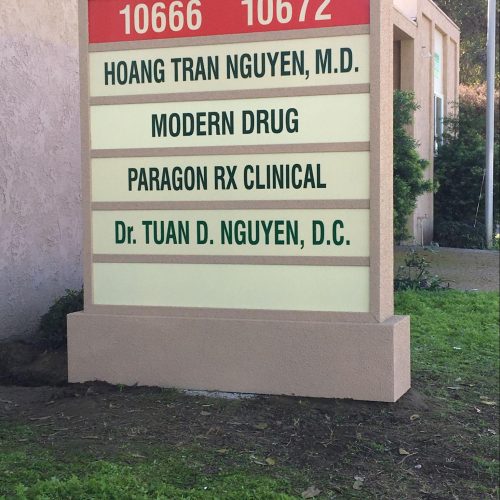 10666 10672
HOANG TRAN NGUYEN, M.D.
MODERN DRUG
PARAGON RX CLINICAL
Dr. TUAN D. NGUYEN, D.C.